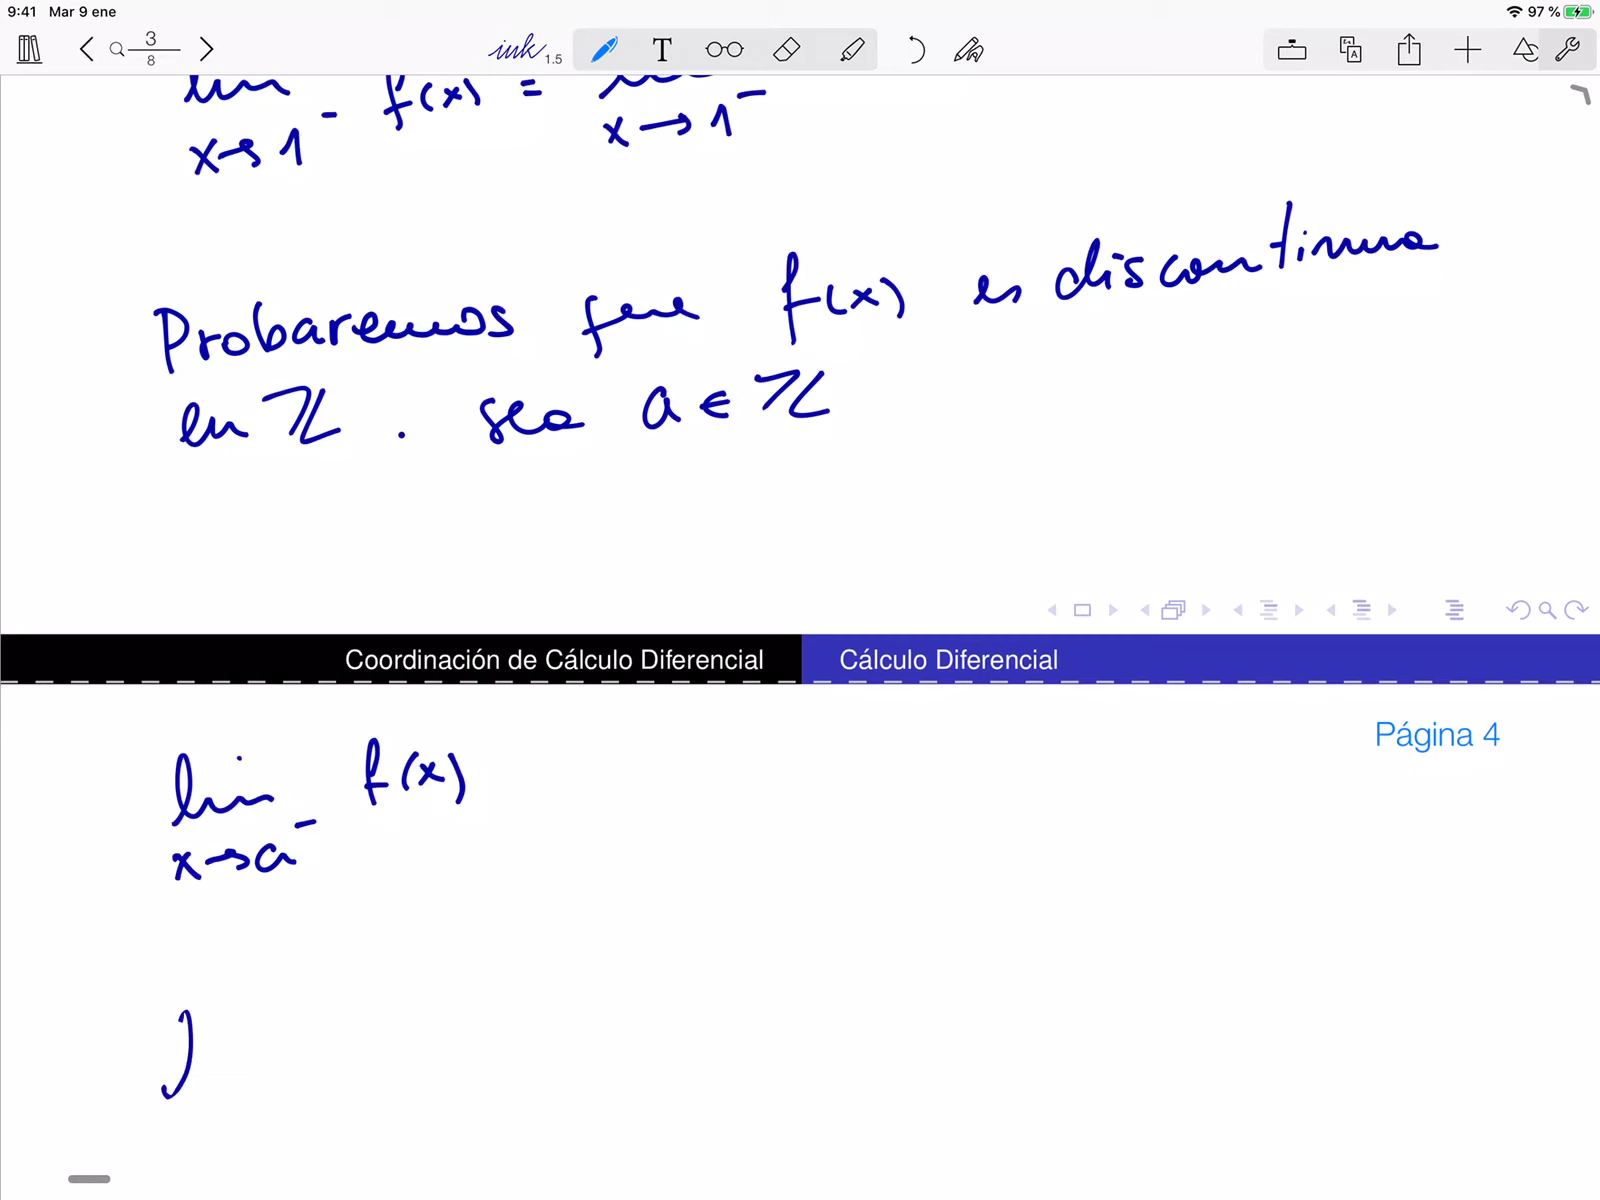 9:41 Mar 9 ene 97 %
3
8
ink 1.5 T
lim f(x) = lim
x→1⁻ x→1⁻
Probaremos que f(x) es discontinua
en ℤ. sea a ∈ ℤ
Coordinación de Cálculo Diferencial Cálculo Diferencial
Página 4
lim f(x)
x→a⁻